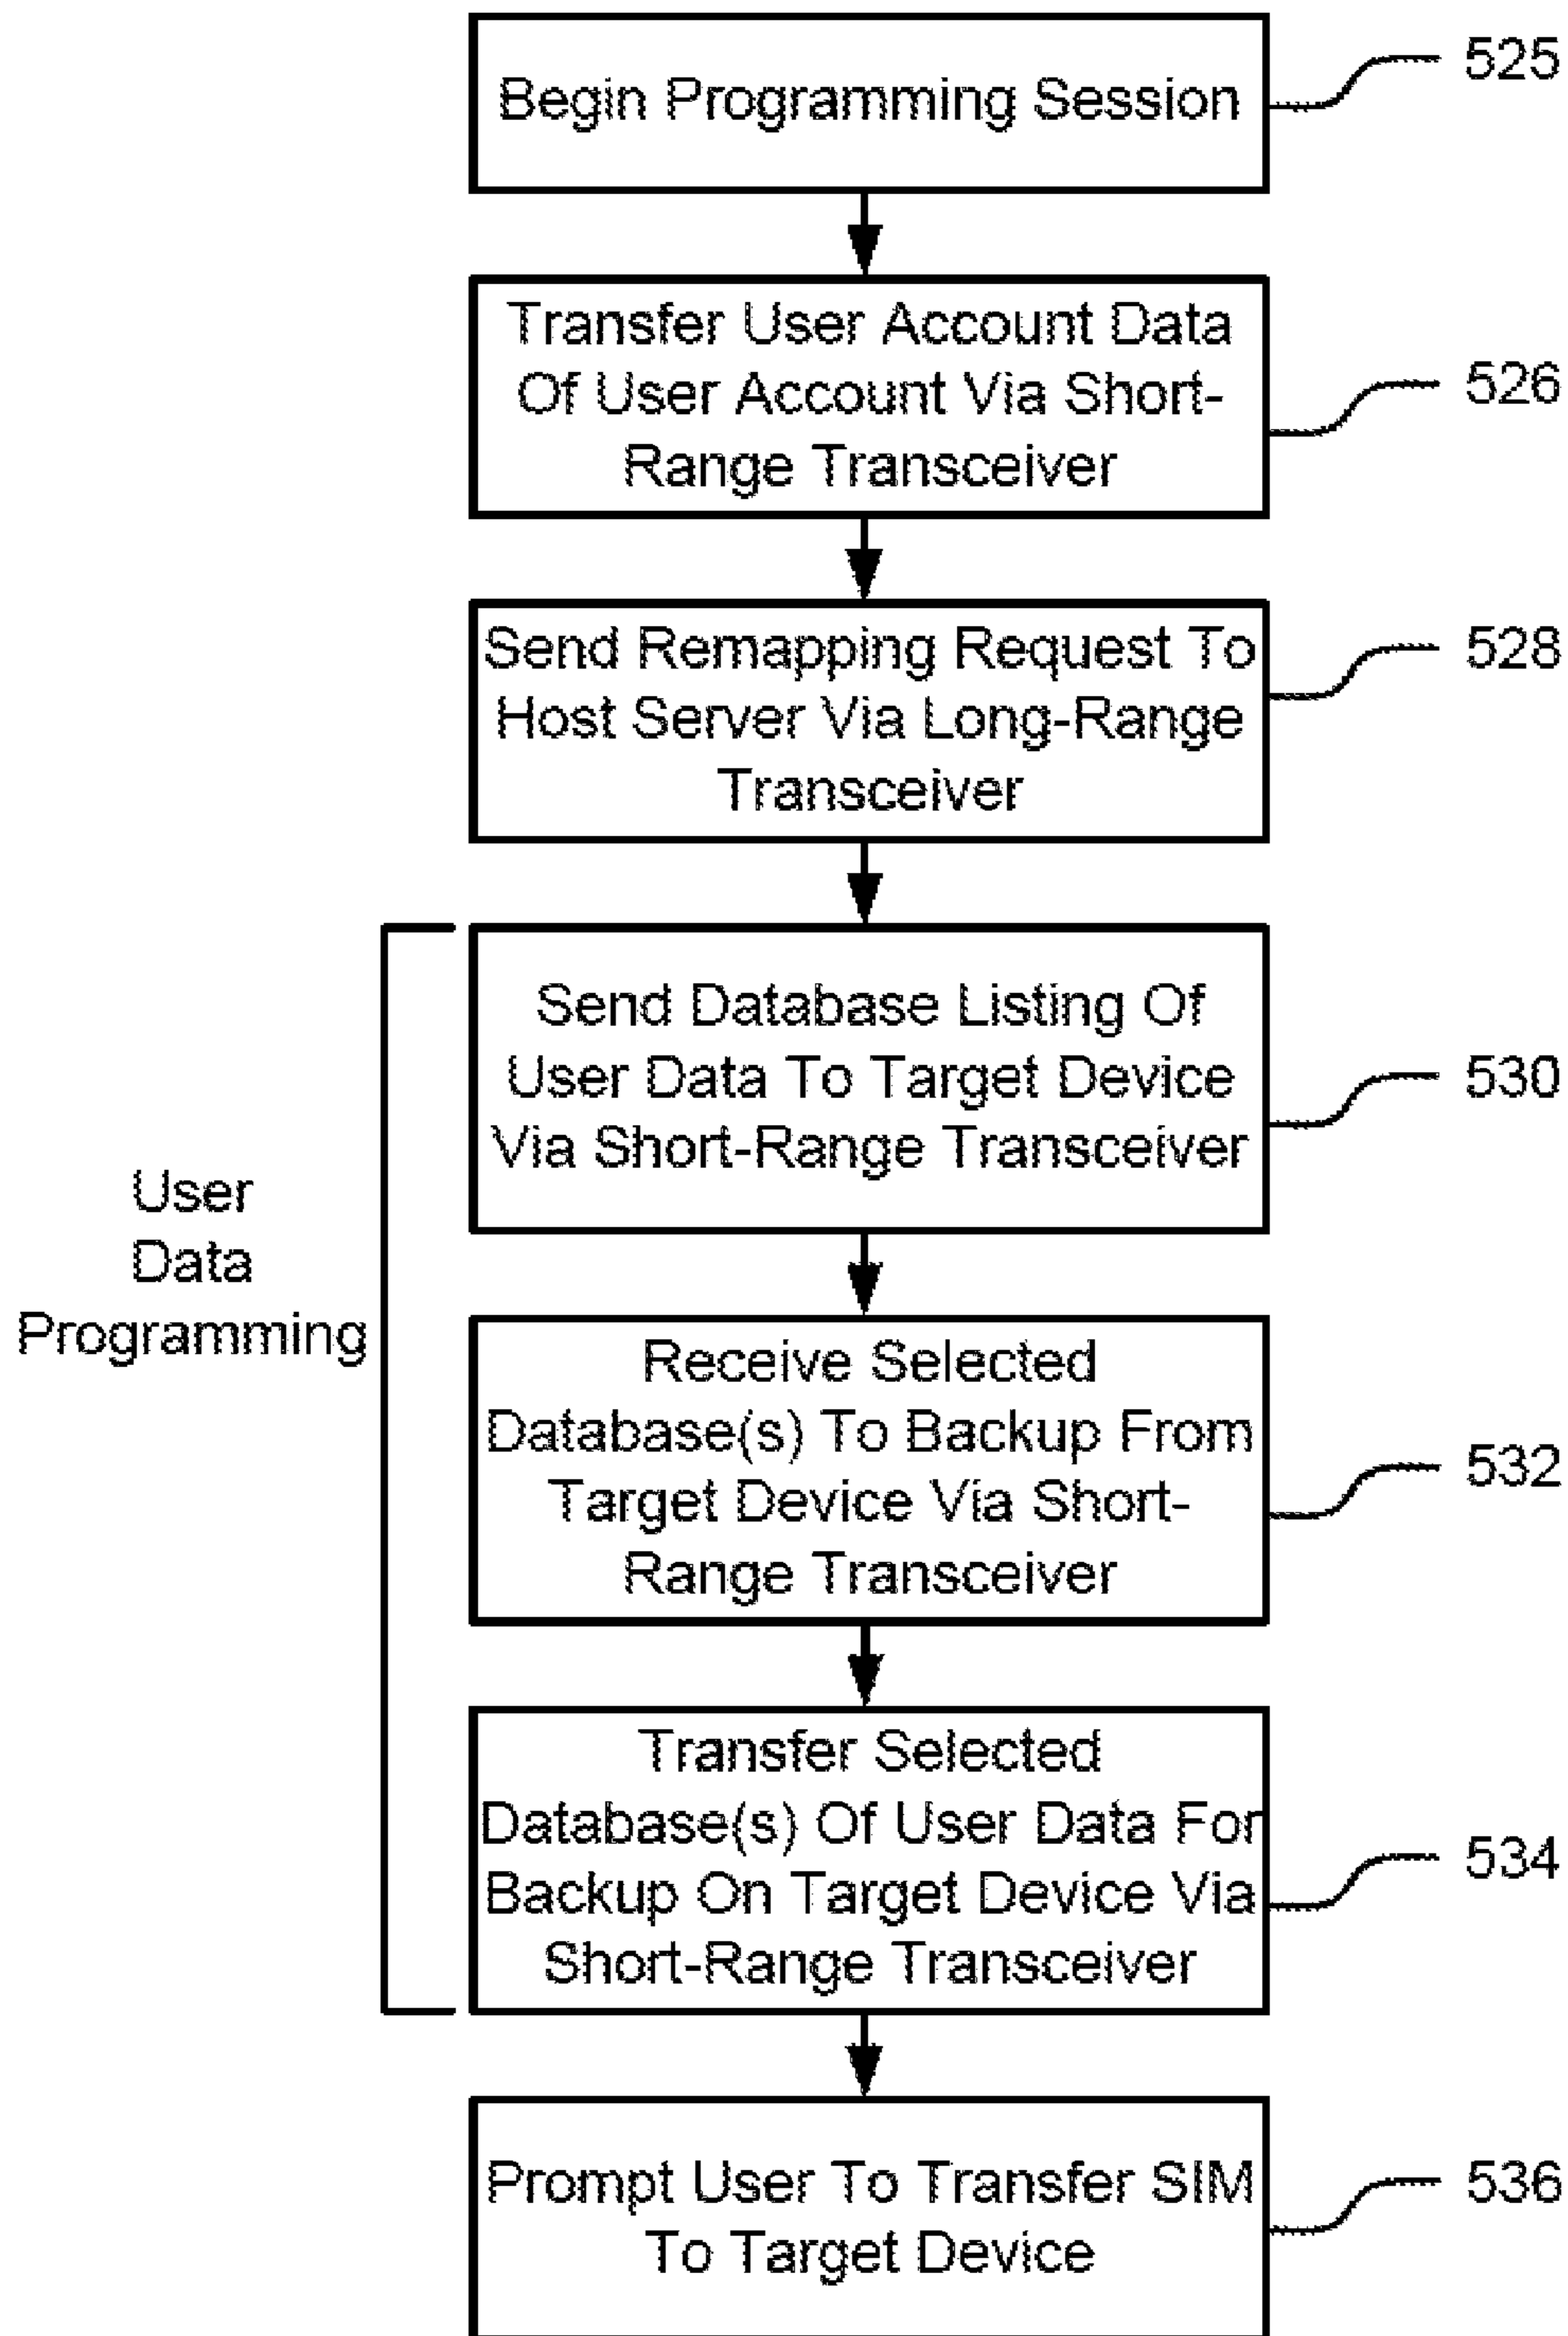 Begin Programming Session
525
Transfer User Account Data
Of User Account Via Short-
Range Transceiver
526
Send Remapping Request To
Host Server Via Long-Range
Transceiver
528
User
Data
Programming
Send Database Listing Of
User Data To Target Device
Via Short-Range Transceiver
530
Receive Selected
Database(s) To Backup From
Target Device Via Short-
Range Transceiver
532
Transfer Selected
Database(s) Of User Data For
Backup On Target Device Via
Short-Range Transceiver
534
Prompt User To Transfer SIM
To Target Device
536